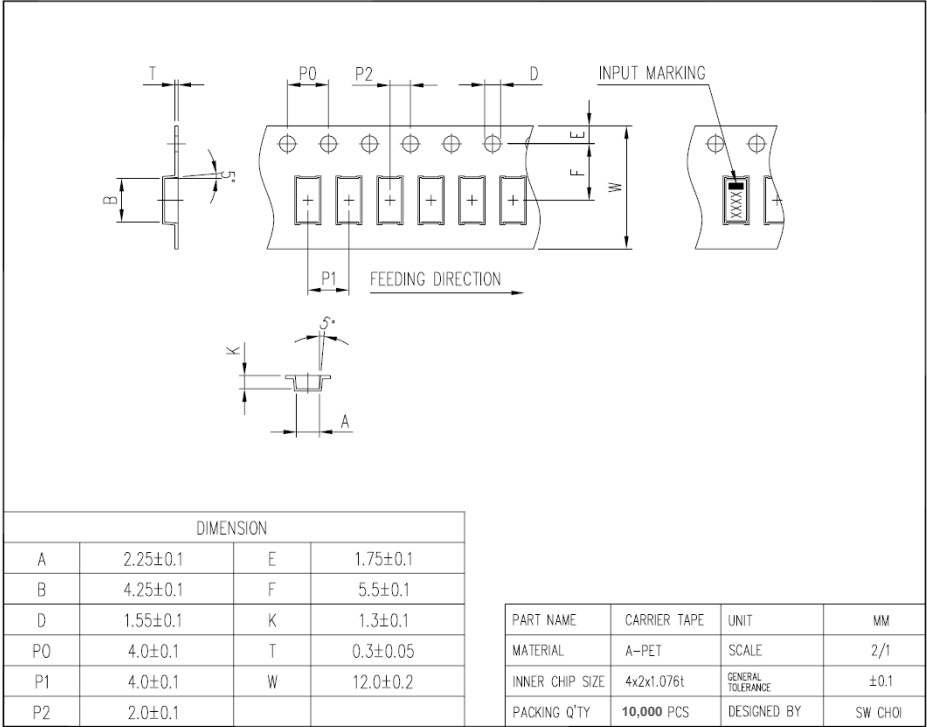 T P0 P2 D INPUT MARKING
E
5°
B F W
XXXX
P1 FEEDING DIRECTION
5°
K
A
DIMENSION
A 2.25±0.1 E 1.75±0.1
B 4.25±0.1 F 5.5±0.1
D 1.55±0.1 K 1.3±0.1
P0 4.0±0.1 T 0.3±0.05
P1 4.0±0.1 W 12.0±0.2
P2 2.0±0.1
PART NAME CARRIER TAPE UNIT MM
MATERIAL A-PET SCALE 2/1
INNER CHIP SIZE 4x2x1.076t GENERAL TOLERANCE ±0.1
PACKING Q'TY 10,000 PCS DESIGNED BY SW CHOI